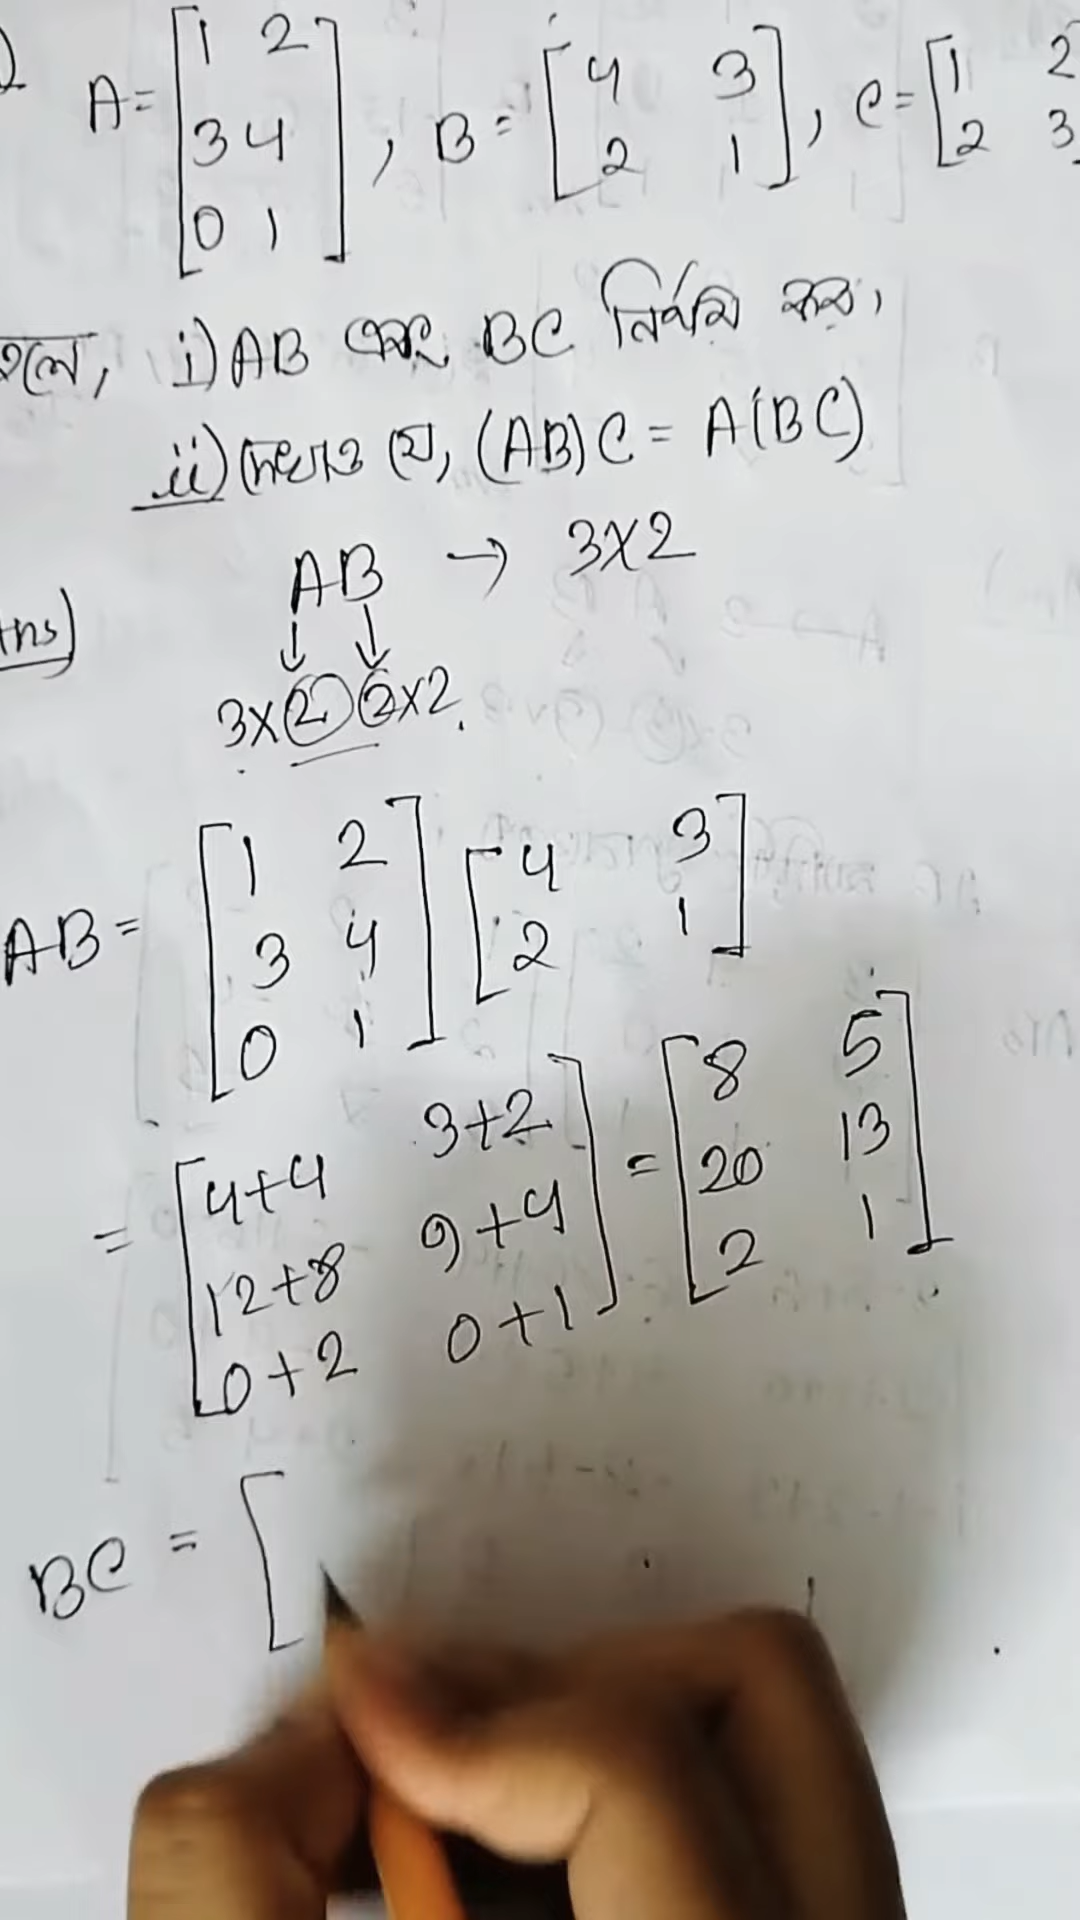 A = [1 2 3 4 0 1], B = [4 3 2 1], C = [1 2 2 3]
হলে, i) AB এবং BC নির্ণয় কর,
ii) দেখাও যে, (AB)C = A(BC)
AB → 3×2
Ans)
3×2 2×2
AB = [1 2 3 4 0 1] [4 3 2 1]
= [4+4 3+2 12+8 9+4 0+2 0+1] = [8 5 20 13 2 1]
BC = [